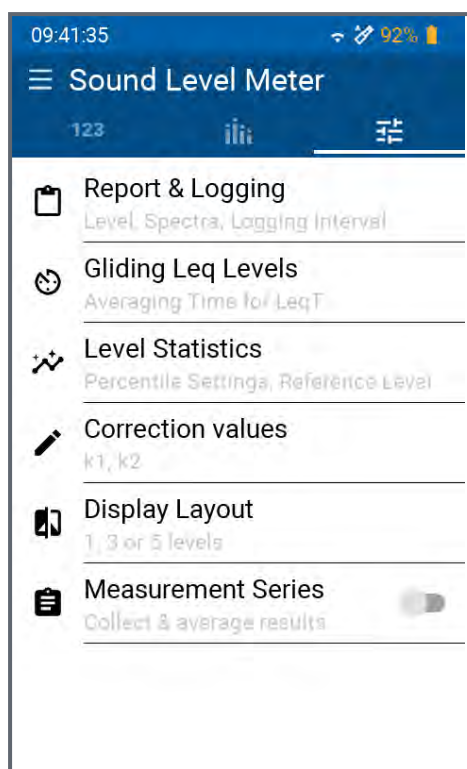 09:41:35 92%
Sound Level Meter
123
Report & Logging
Level, Spectra, Logging Interval
Gliding Leq Levels
Averaging Time for LeqT
Level Statistics
Percentile Settings, Reference Level
Correction values
k1, k2
Display Layout
1, 3 or 5 levels
Measurement Series
Collect & average results